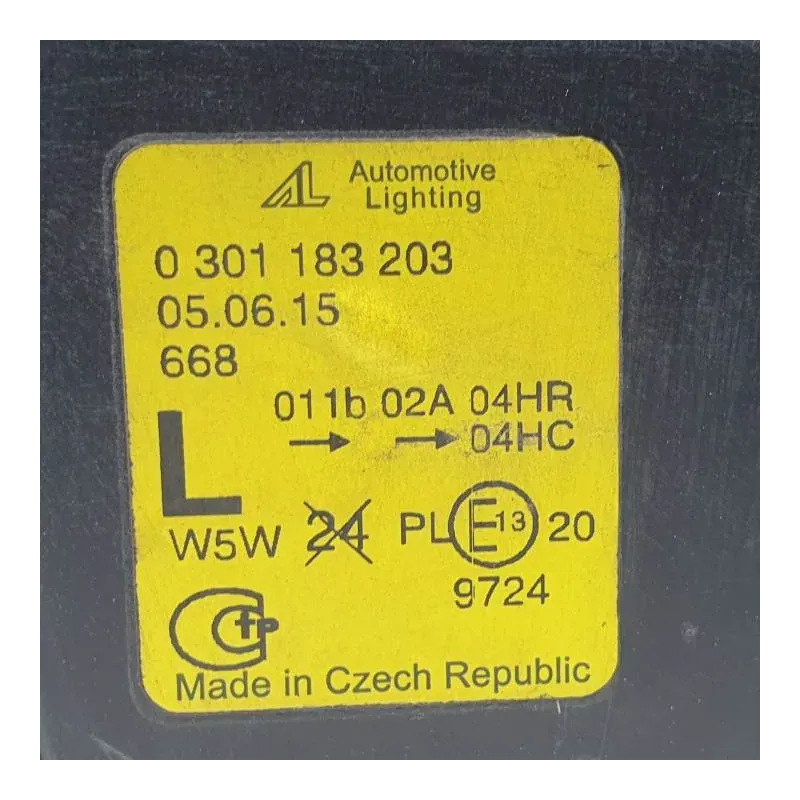 AL Automotive
Lighting
0 301 183 203
05.06.15
668
011b 02A 04HR
→ → 04HC
L
W5W 24 PL E13 20
9724
Made in Czech Republic